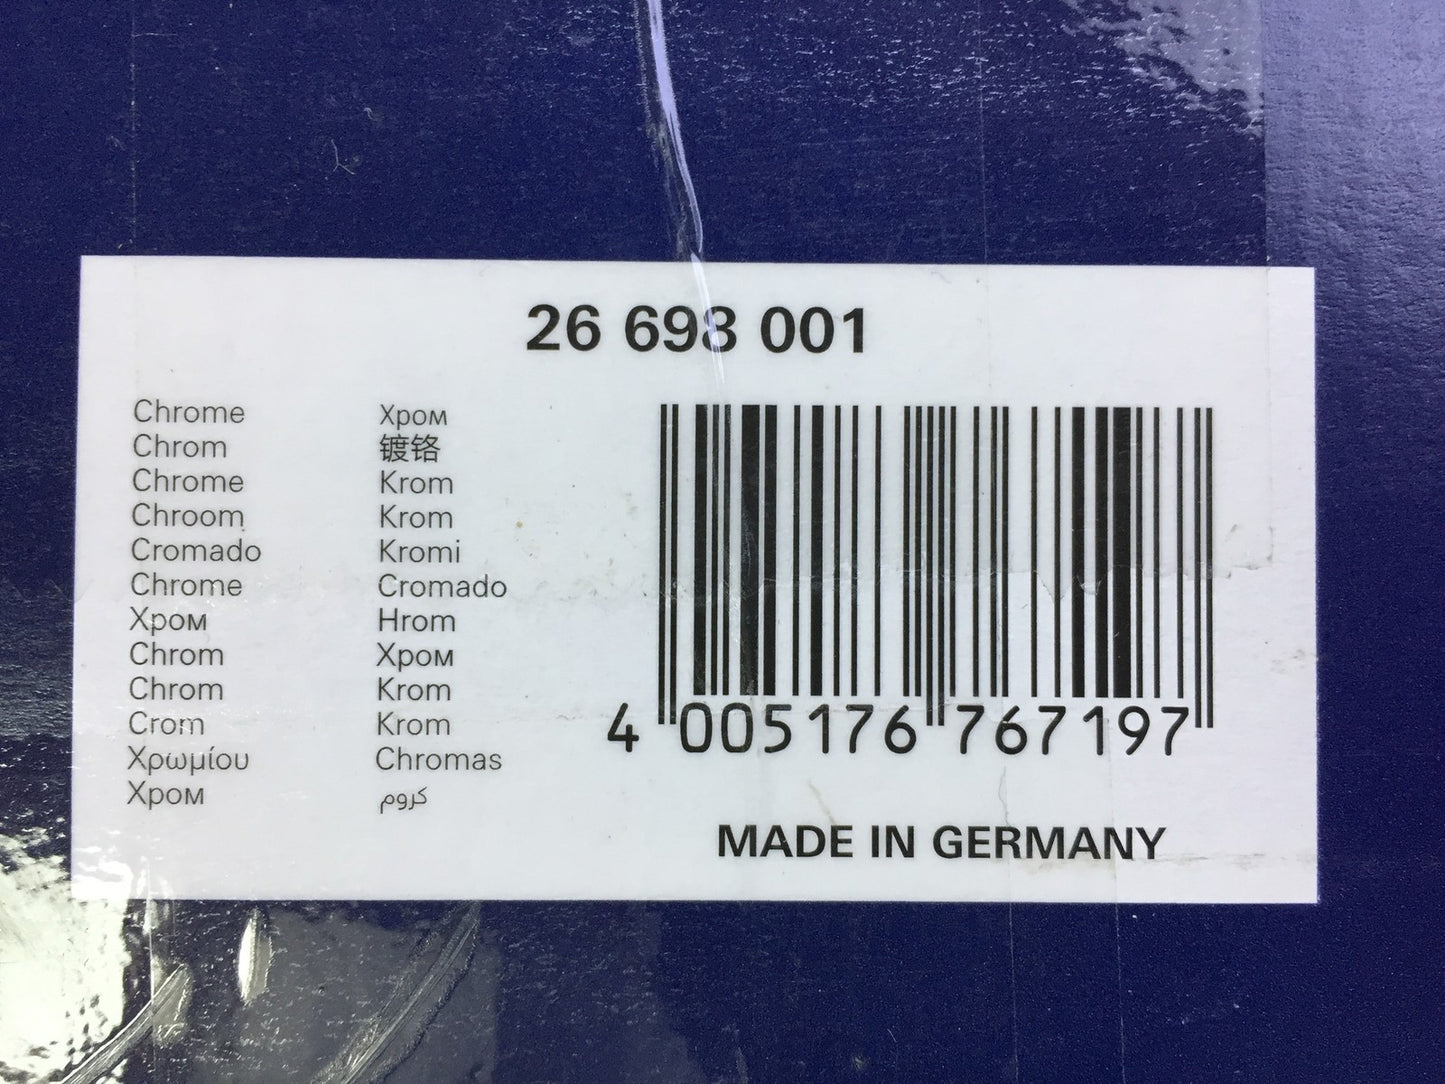 26 698 001
Chrome
Chrom
Chrome
Chroom
Cromado
Chrome
Хром
Chrom
Chrom
Crom
Χρωμίου
Хром
Хром
镀铬
Krom
Krom
Kromi
Cromado
Hrom
Хром
Krom
Krom
Chromas
کروم
4 005176 767197
MADE IN GERMANY